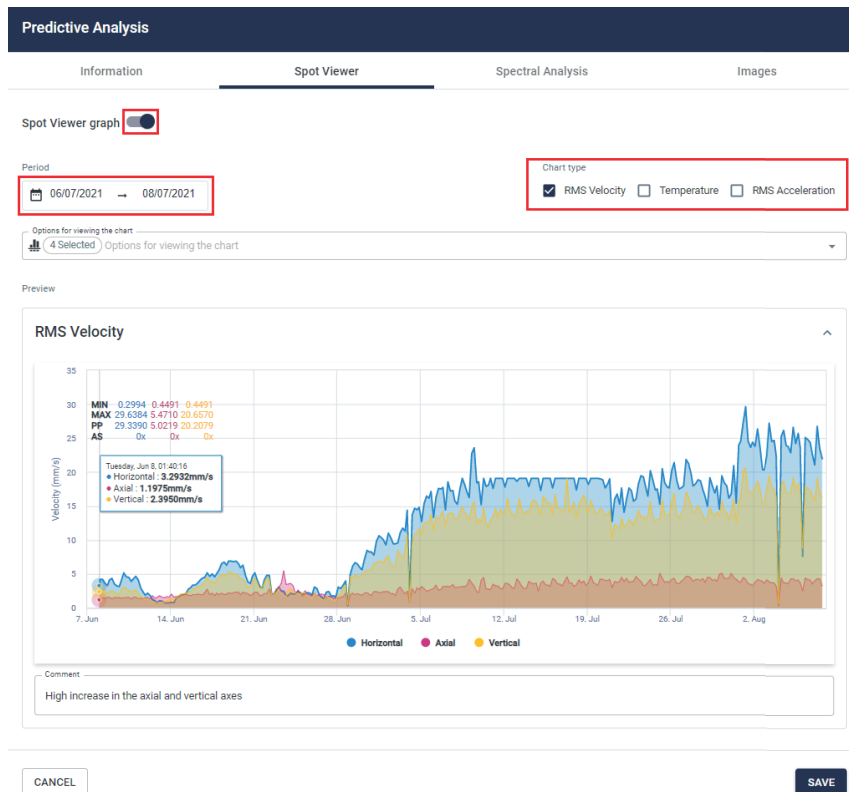 Predictive Analysis
Information Spot Viewer Spectral Analysis Images
Spot Viewer graph
Period
06/07/2021 → 08/07/2021
Chart type
RMS Velocity Temperature RMS Acceleration
Options for viewing the chart
4 Selected Options for viewing the chart
Preview
RMS Velocity
Velocity (mm/s)
35
30
25
20
15
10
5
0
MIN 0.2994 0.4491 0.4491
MAX 29.6384 5.4710 20.6570
PP 29.3390 5.0219 20.2079
AS 0x 0x 0x
Tuesday, Jun 8, 01:40:16
Horizontal : 3.2932mm/s
Axial : 1.1975mm/s
Vertical : 2.3950mm/s
7. Jun 14. Jun 21. Jun 28. Jun 5. Jul 12. Jul 19. Jul 26. Jul 2. Aug
Horizontal Axial Vertical
Comment
High increase in the axial and vertical axes
CANCEL SAVE